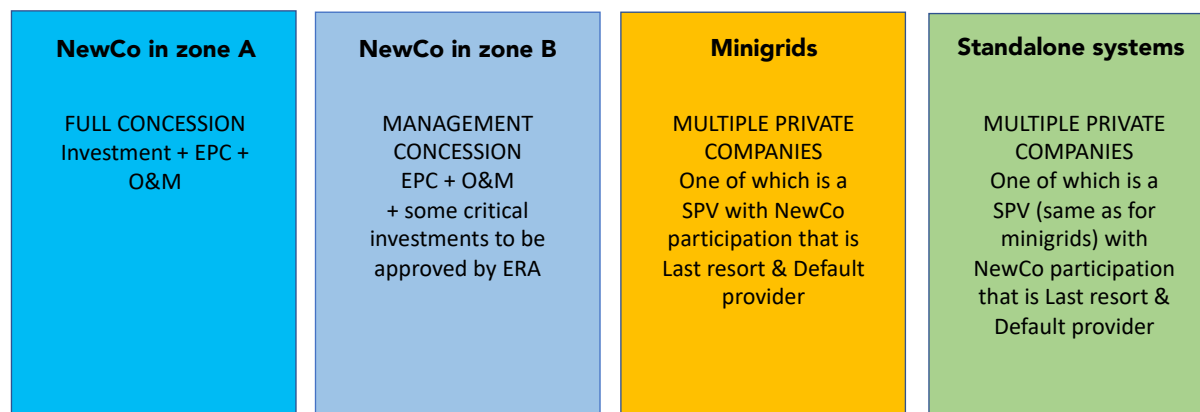 NewCo in zone A
FULL CONCESSION
Investment + EPC +
O&M
NewCo in zone B
MANAGEMENT
CONCESSION
EPC + O&M
+ some critical
investments to be
approved by ERA
Minigrids
MULTIPLE PRIVATE
COMPANIES
One of which is a
SPV with NewCo
participation that is
Last resort & Default
provider
Standalone systems
MULTIPLE PRIVATE
COMPANIES
One of which is a
SPV (same as for
minigrids) with
NewCo participation
that is Last resort &
Default provider